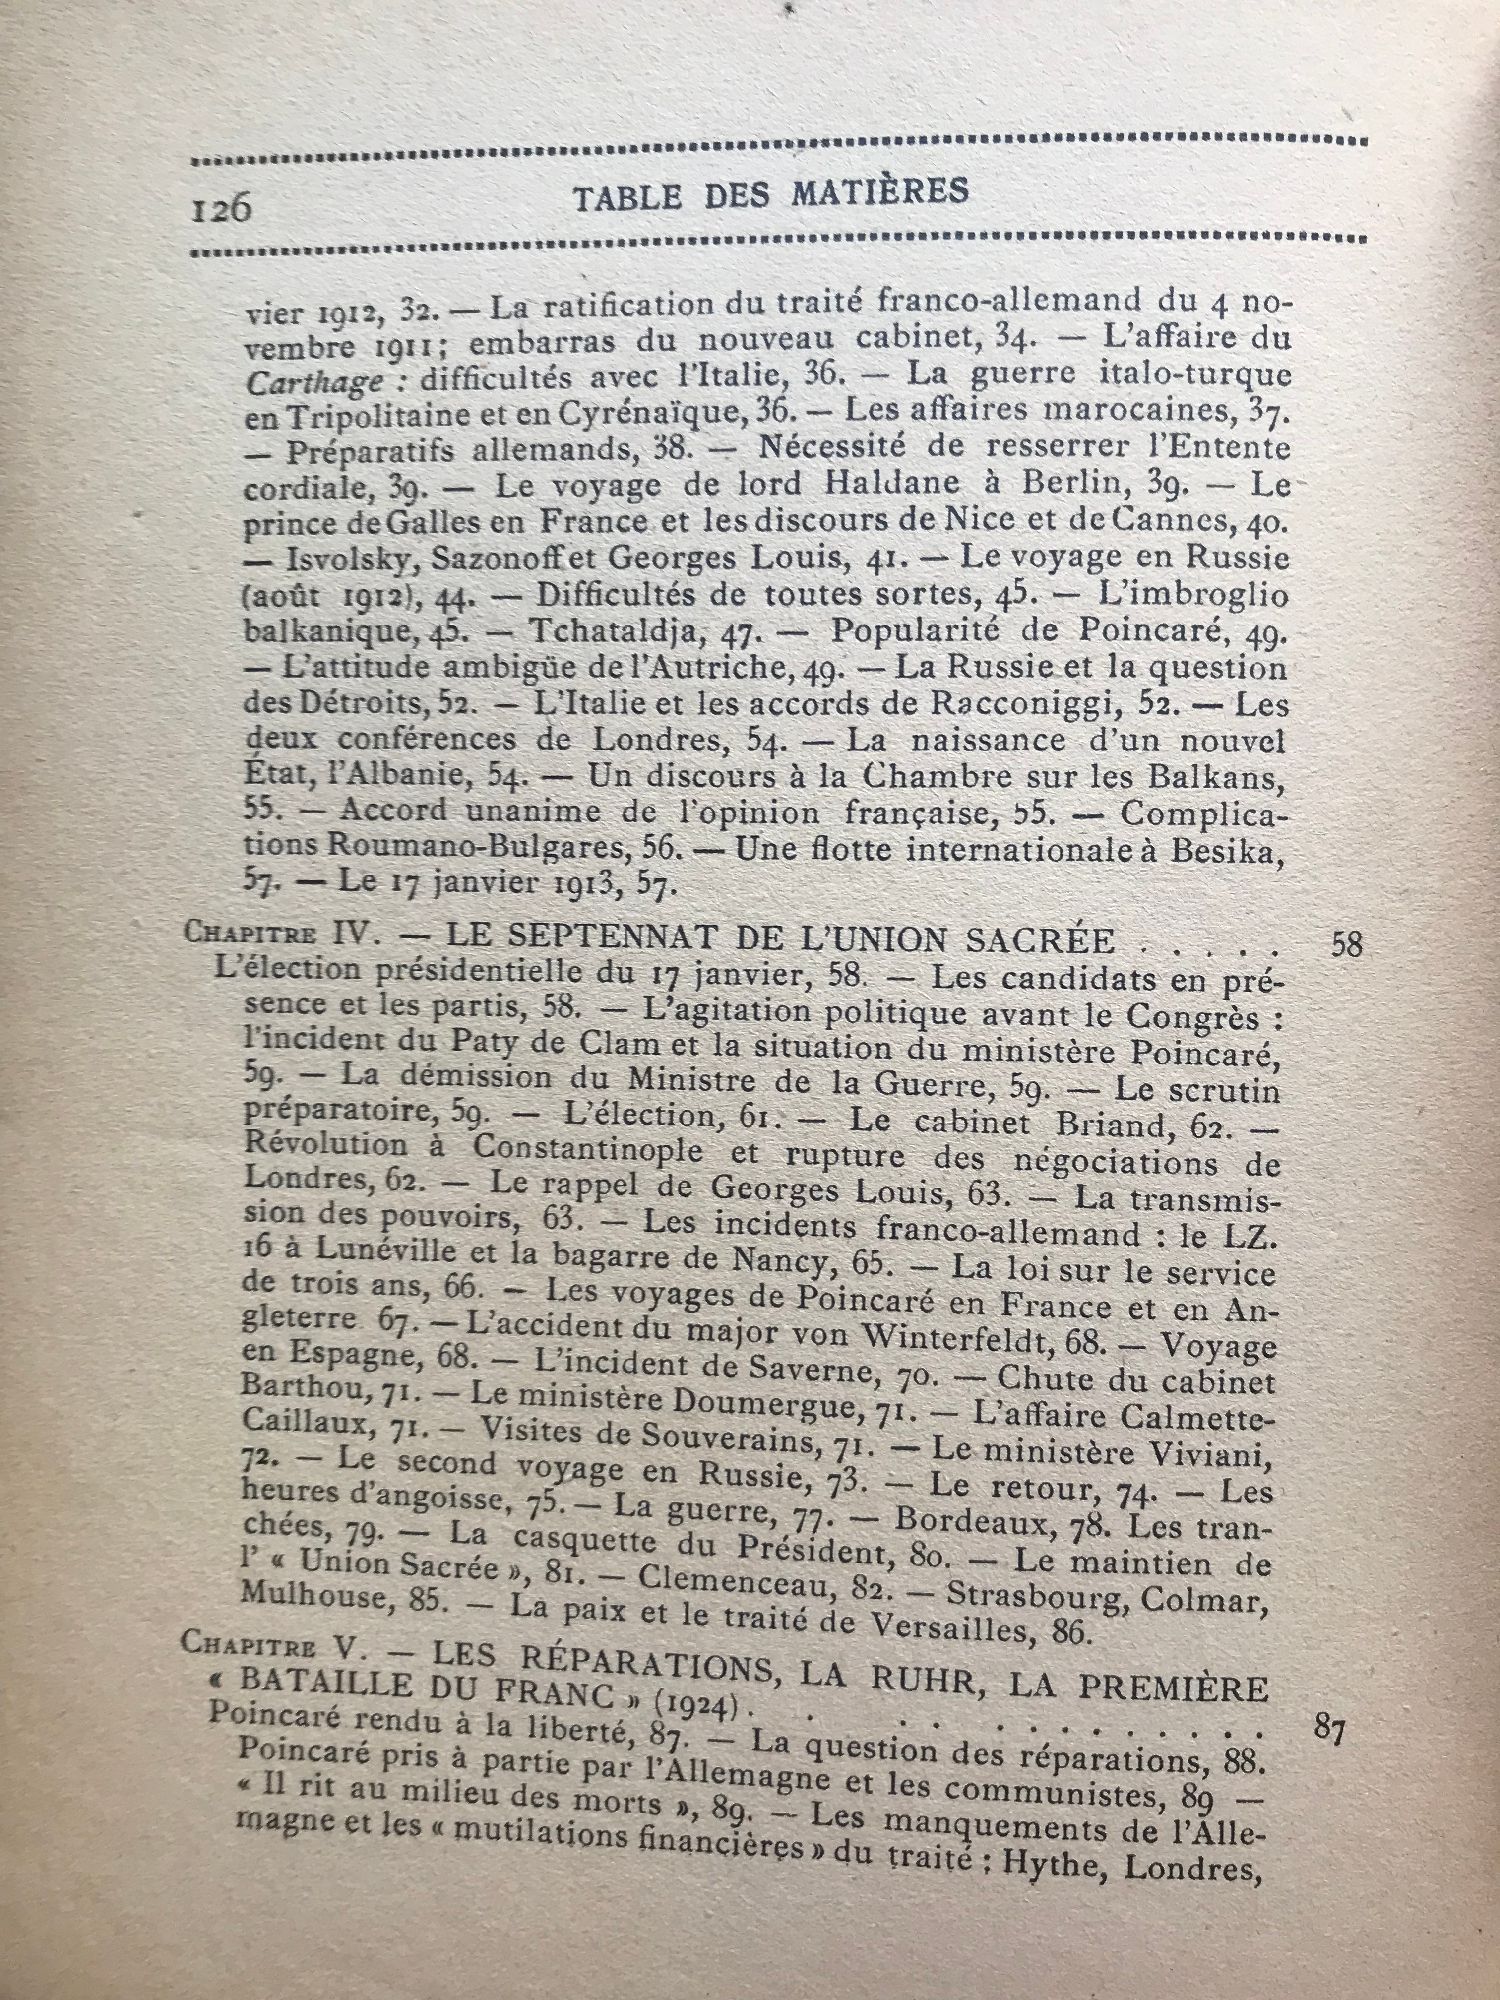 126 TABLE DES MATIÈRES
vier 1912, 32. — La ratification du traité franco-allemand du 4 no-
vembre 1911; embarras du nouveau cabinet, 34. — L'affaire du
Carthage : difficultés avec l'Italie, 36. — La guerre italo-turque
en Tripolitaine et en Cyrénaïque, 36. — Les affaires marocaines, 37.
— Préparatifs allemands, 38. — Nécessité de resserrer l'Entente
cordiale, 39. — Le voyage de lord Haldane à Berlin, 39. — Le
prince de Galles en France et les discours de Nice et de Cannes, 40.
— Isvolsky, Sazonoff et Georges Louis, 41. — Le voyage en Russie
(août 1912), 44. — Difficultés de toutes sortes, 45. — L'imbroglio
balkanique, 45. — Tchataldja, 47. — Popularité de Poincaré, 49.
— L'attitude ambigüe de l'Autriche, 49. — La Russie et la question
des Détroits, 52. — L'Italie et les accords de Racconiggi, 52. — Les
deux conférences de Londres, 54. — La naissance d'un nouvel
État, l'Albanie, 54. — Un discours à la Chambre sur les Balkans,
55. — Accord unanime de l'opinion française, 55. — Complica-
tions Roumano-Bulgares, 56. — Une flotte internationale à Besika,
57. — Le 17 janvier 1913, 57.
CHAPITRE IV. — LE SEPTENNAT DE L'UNION SACRÉE . . . . . 58
L'élection présidentielle du 17 janvier, 58. — Les candidats en pré-
sence et les partis, 58. — L'agitation politique avant le Congrès :
l'incident du Paty de Clam et la situation du ministère Poincaré,
59. — La démission du Ministre de la Guerre, 59. — Le scrutin
préparatoire, 59. — L'élection, 61. — Le cabinet Briand, 62. —
Révolution à Constantinople et rupture des négociations de
Londres, 62. — Le rappel de Georges Louis, 63. — La transmis-
sion des pouvoirs, 63. — Les incidents franco-allemand : le LZ.
16 à Lunéville et la bagarre de Nancy, 65. — La loi sur le service
de trois ans, 66. — Les voyages de Poincaré en France et en An-
gleterre 67. — L'accident du major von Winterfeldt, 68. — Voyage
en Espagne, 68. — L'incident de Saverne, 70. — Chute du cabinet
Barthou, 71. — Le ministère Doumergue, 71. — L'affaire Calmette-
Caillaux, 71. — Visites de Souverains, 71. — Le ministère Viviani,
72. — Le second voyage en Russie, 73. — Le retour, 74. — Les
heures d'angoisse, 75. — La guerre, 77. — Bordeaux, 78. Les tran-
chées, 79. — La casquette du Président, 80. — Le maintien de
l' « Union Sacrée », 81. — Clemenceau, 82. — Strasbourg, Colmar,
Mulhouse, 85. — La paix et le traité de Versailles, 86.
CHAPITRE V. — LES RÉPARATIONS, LA RUHR, LA PREMIÈRE
« BATAILLE DU FRANC » (1924) . . . . . . . . . . . . . 87
Poincaré rendu à la liberté, 87. — La question des réparations, 88.
Poincaré pris à partie par l'Allemagne et les communistes, 89 —
« Il rit au milieu des morts », 89. — Les manquements de l'Alle-
magne et les « mutilations financières » du traité : Hythe, Londres,